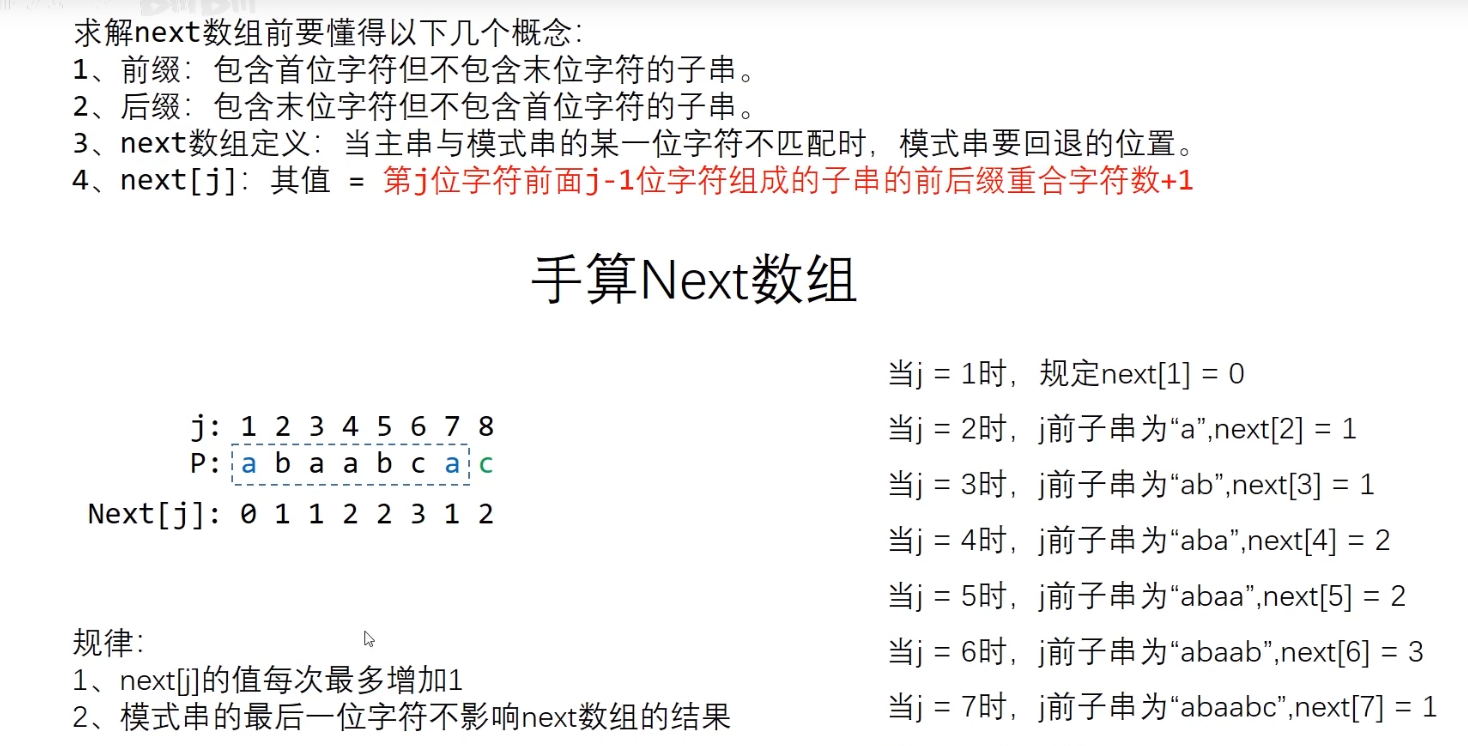 求解next数组前要懂得以下几个概念：
1、前缀：包含首位字符但不包含末位字符的子串。
2、后缀：包含末位字符但不包含首位字符的子串。
3、next数组定义：当主串与模式串的某一位字符不匹配时，模式串要回退的位置。
4、next[j]：其值 = 第j位字符前面j-1位字符组成的子串的前后缀重合字符数+1
手算Next数组
j: 1 2 3 4 5 6 7 8
P: a b a a b c a c
Next[j]: 0 1 1 2 2 3 1 2
规律：
1、next[j]的值每次最多增加1
2、模式串的最后一位字符不影响next数组的结果
当j = 1时，规定next[1] = 0
当j = 2时，j前子串为“a”,next[2] = 1
当j = 3时，j前子串为“ab”,next[3] = 1
当j = 4时，j前子串为“aba”,next[4] = 2
当j = 5时，j前子串为“abaa”,next[5] = 2
当j = 6时，j前子串为“abaab”,next[6] = 3
当j = 7时，j前子串为“abaabc”,next[7] = 1